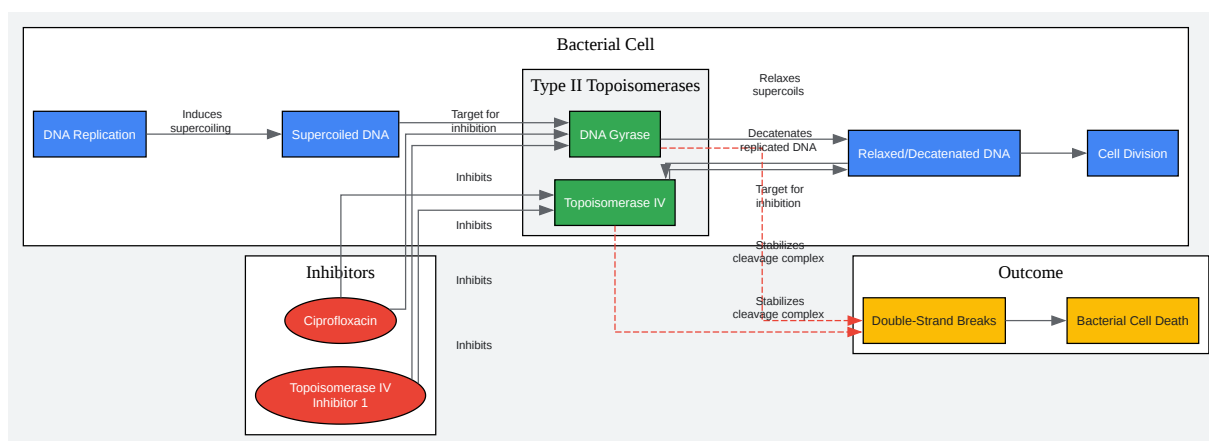 Bacterial Cell
Type II Topoisomerases
Relaxes
supercoils
DNA Replication
Induces
supercoiling
Supercoiled DNA
Target for
inhibition
DNA Gyrase
Decatenates
replicated DNA
Relaxed/Decatenated DNA
Cell Division
Inhibits
Topoisomerase IV
Target for
inhibition
Inhibits
Stabilizes
cleavage complex
Inhibitors
Outcome
Inhibits
Ciprofloxacin
Stabilizes
cleavage complex
Double-Strand Breaks
Bacterial Cell Death
Inhibits
Topoisomerase IV
Inhibitor 1